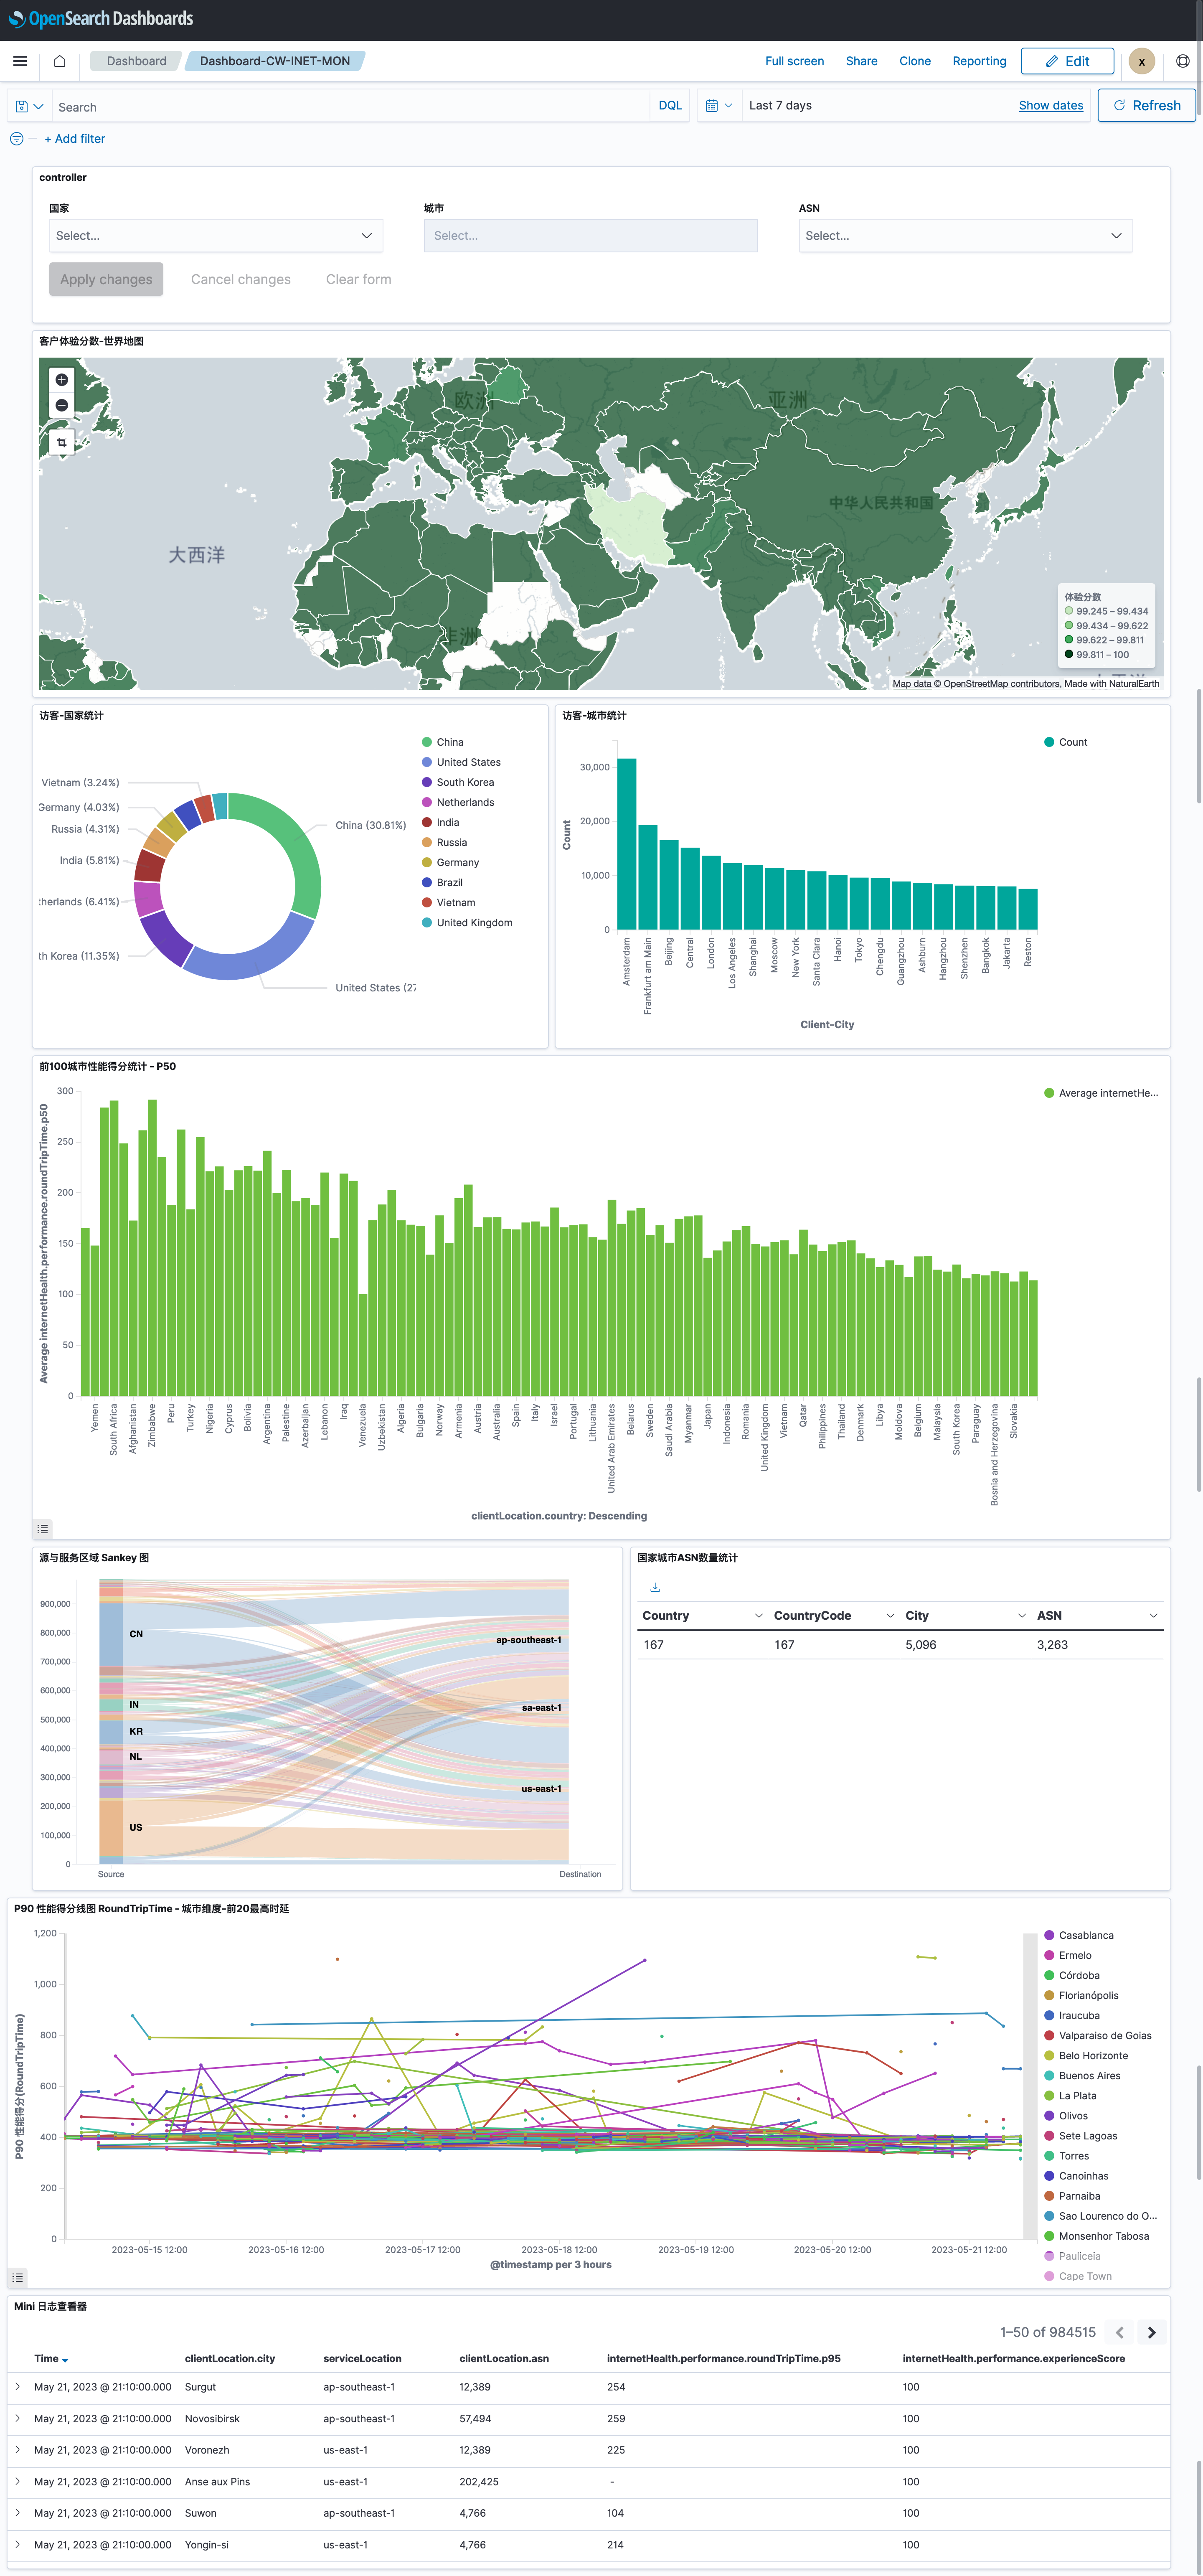 OpenSearch Dashboards
Dashboard
Dashboard-CW-INET-MON
Full screen
Share
Clone
Reporting
Edit
x
Search
DQL
Last 7 days
Show dates
Refresh
+ Add filter
controller
国家
城市
ASN
Select...
Select...
Select...
Apply changes
Cancel changes
Clear form
客户体验分数-世界地图
欧洲
亚洲
中华人民共和国
大西洋
非洲
体验分数
99.245 – 99.434
99.434 – 99.622
99.622 – 99.811
99.811 – 100
Map data © OpenStreetMap contributors, Made with NaturalEarth
访客-国家统计
Vietnam (3.24%)
Germany (4.03%)
Russia (4.31%)
India (5.81%)
therlands (6.41%)
th Korea (11.35%)
China (30.81%)
United States (27
China
United States
South Korea
Netherlands
India
Russia
Germany
Brazil
Vietnam
United Kingdom
访客-城市统计
Count
30,000
20,000
10,000
0
Count
Amsterdam
Frankfurt am Main
Beijing
Central
London
Los Angeles
Shanghai
Moscow
New York
Santa Clara
Hanoi
Tokyo
Chengdu
Guangzhou
Ashburn
Hangzhou
Shenzhen
Bangkok
Jakarta
Reston
Client-City
前100城市性能得分统计 - P50
Average internetHe...
Average internetHealth.performance.roundTripTime.p50
300
250
200
150
100
50
0
Yemen
South Africa
Afghanistan
Zimbabwe
Peru
Turkey
Nigeria
Cyprus
Bolivia
Argentina
Palestine
Azerbaijan
Lebanon
Iraq
Venezuela
Uzbekistan
Algeria
Bulgaria
Norway
Armenia
Austria
Australia
Spain
Italy
Israel
Portugal
Lithuania
United Arab Emirates
Belarus
Sweden
Saudi Arabia
Myanmar
Japan
Indonesia
Romania
United Kingdom
Vietnam
Qatar
Philippines
Thailand
Denmark
Libya
Moldova
Belgium
Malaysia
South Korea
Paraguay
Bosnia and Herzegovina
Slovakia
clientLocation.country: Descending
源与服务区域 Sankey 图
900,000
800,000
700,000
600,000
500,000
400,000
300,000
200,000
100,000
0
CN
IN
KR
NL
US
ap-southeast-1
sa-east-1
us-east-1
Source
Destination
国家城市ASN数量统计
Country CountryCode City ASN
167 167 5,096 3,263
P90 性能得分线图 RoundTripTime - 城市维度-前20最高时延
P90 性能得分(RoundTripTime)
1,200
1,000
800
600
400
200
0
2023-05-15 12:00
2023-05-16 12:00
2023-05-17 12:00
2023-05-18 12:00
2023-05-19 12:00
2023-05-20 12:00
2023-05-21 12:00
@timestamp per 3 hours
Casablanca
Ermelo
Córdoba
Florianópolis
Iraucuba
Valparaiso de Goias
Belo Horizonte
Buenos Aires
La Plata
Olivos
Sete Lagoas
Torres
Canoinhas
Parnaiba
Sao Lourenco do O...
Monsenhor Tabosa
Pauliceia
Cape Town
Mini 日志查看器
1–50 of 984515
Time clientLocation.city serviceLocation clientLocation.asn internetHealth.performance.roundTripTime.p95 internetHealth.performance.experienceScore
May 21, 2023 @ 21:10:00.000 Surgut ap-southeast-1 12,389 254 100
May 21, 2023 @ 21:10:00.000 Novosibirsk ap-southeast-1 57,494 259 100
May 21, 2023 @ 21:10:00.000 Voronezh us-east-1 12,389 225 100
May 21, 2023 @ 21:10:00.000 Anse aux Pins us-east-1 202,425 - 100
May 21, 2023 @ 21:10:00.000 Suwon ap-southeast-1 4,766 104 100
May 21, 2023 @ 21:10:00.000 Yongin-si us-east-1 4,766 214 100